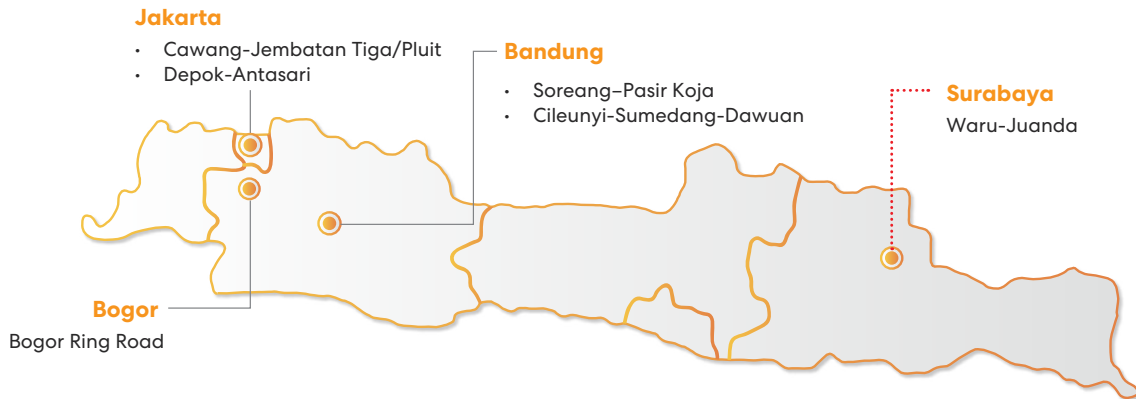 Jakarta
• Cawang-Jembatan Tiga/Pluit
• Depok-Antasari
Bandung
• Soreang–Pasir Koja
• Cileunyi-Sumedang-Dawuan
Surabaya
Waru-Juanda
Bogor
Bogor Ring Road